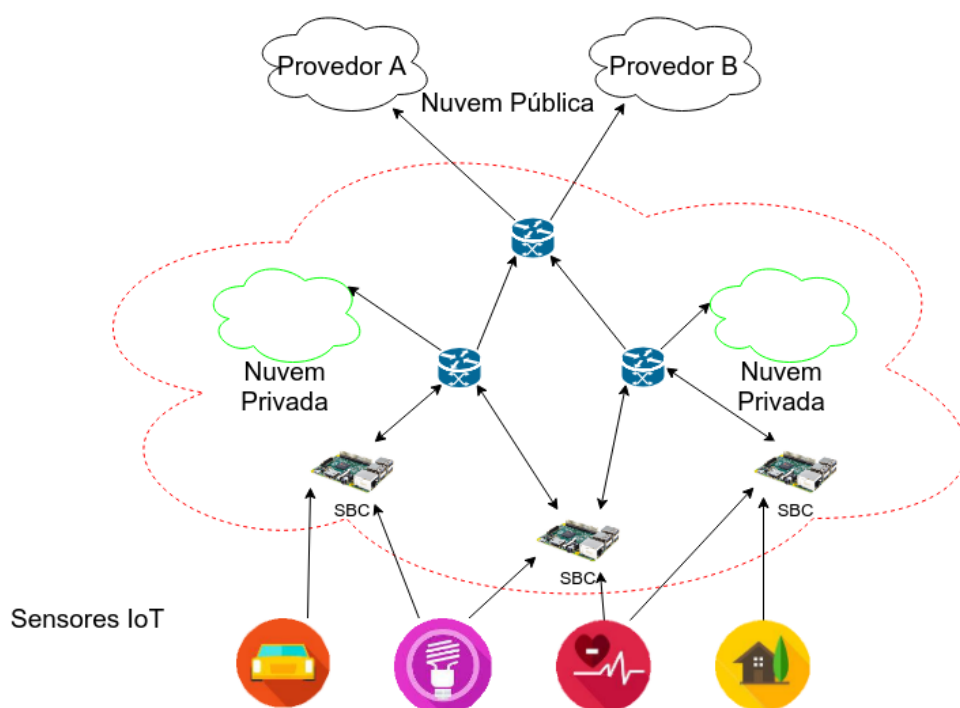 Provedor A
Provedor B
Nuvem Pública
Nuvem
Privada
Nuvem
Privada
SBC
SBC
SBC
Sensores IoT